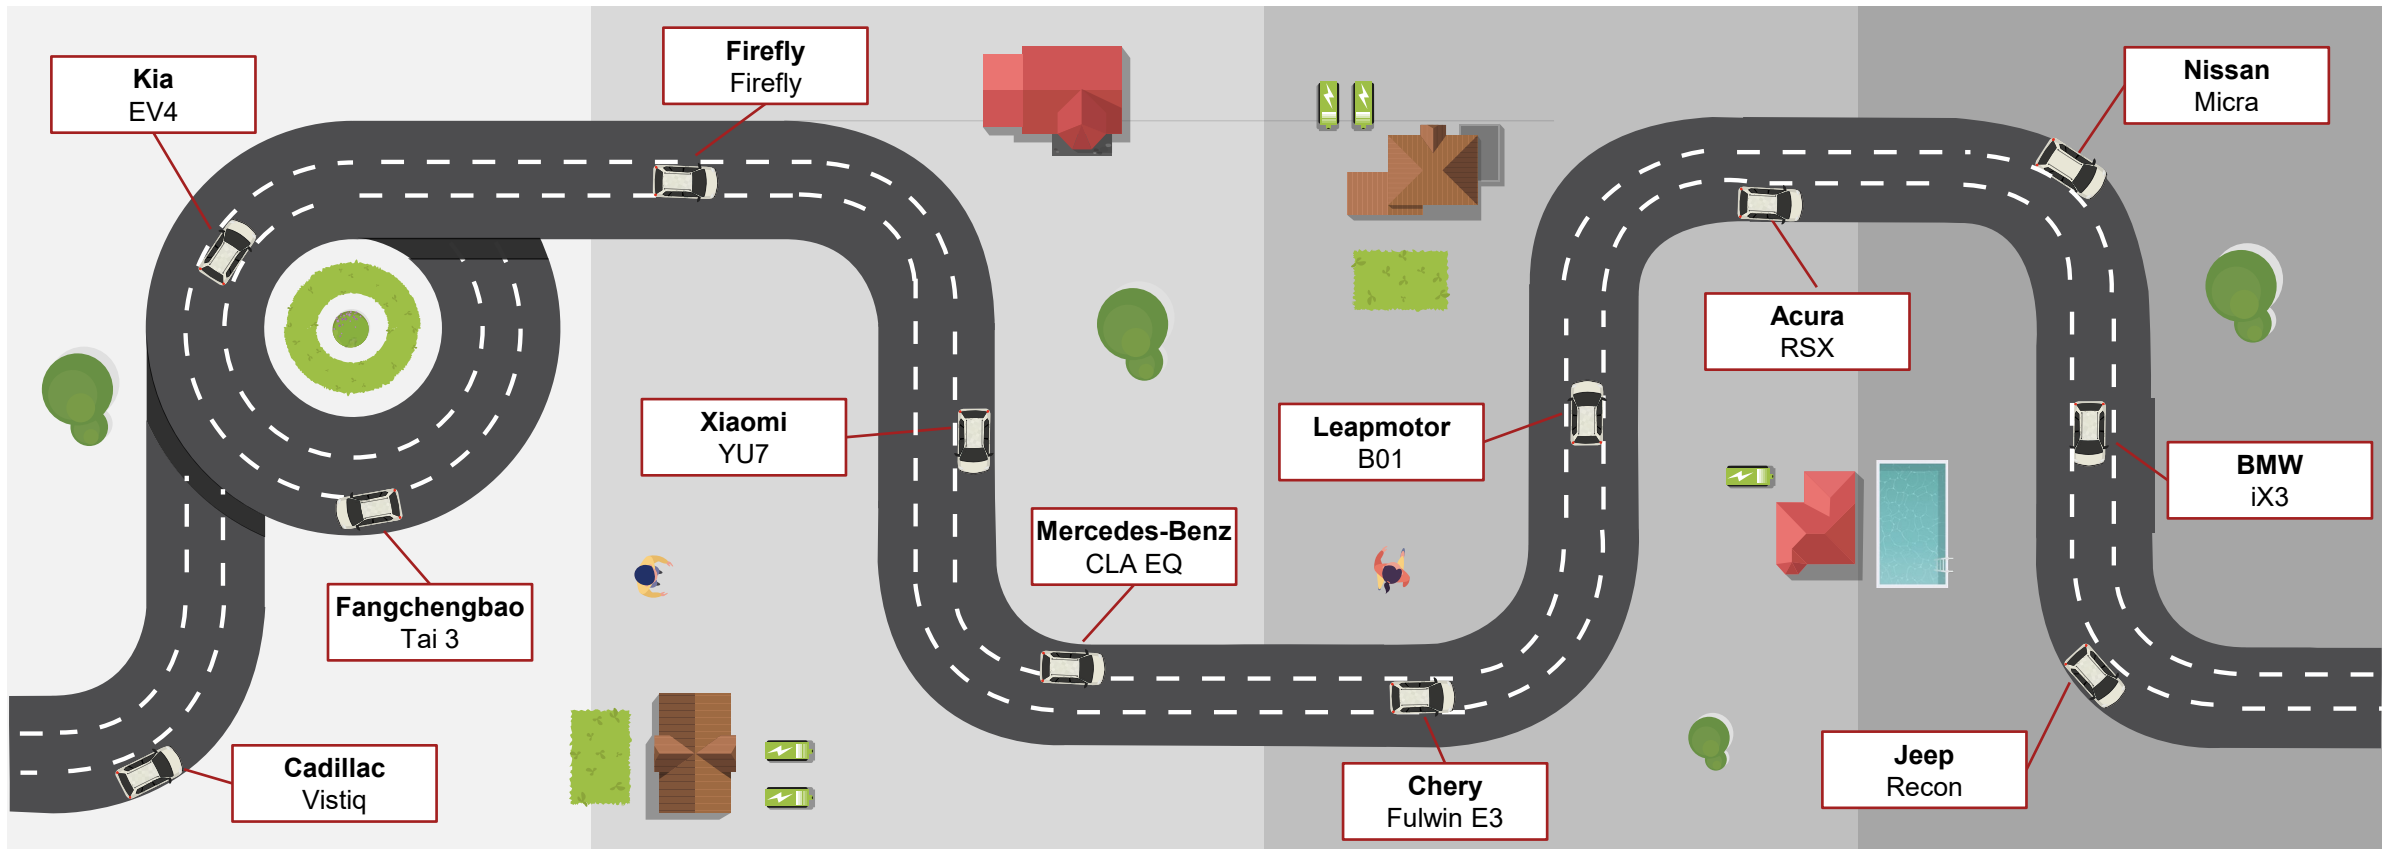 Kia
EV4
Firefly
Firefly
Nissan
Micra
Acura
RSX
Xiaomi
YU7
Leapmotor
B01
BMW
iX3
Mercedes-Benz
CLA EQ
Fangchengbao
Tai 3
Cadillac
Vistiq
Chery
Fulwin E3
Jeep
Recon